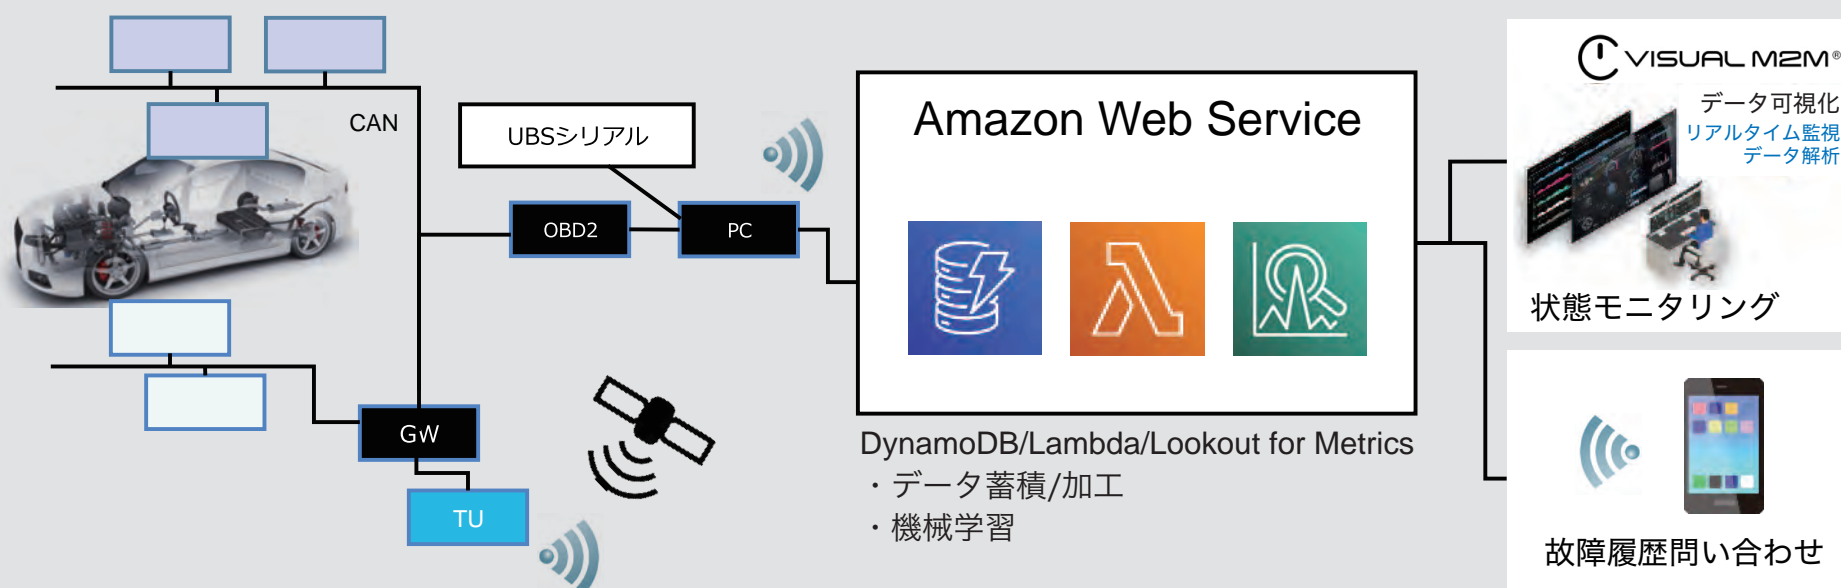 CAN
UBSシリアル
OBD2
PC
GW
TU
Amazon Web Service
DynamoDB/Lambda/Lookout for Metrics
・データ蓄積/加工
・機械学習
VISUAL M2M®
データ可視化
リアルタイム監視
データ解析
状態モニタリング
故障履歴問い合わせ